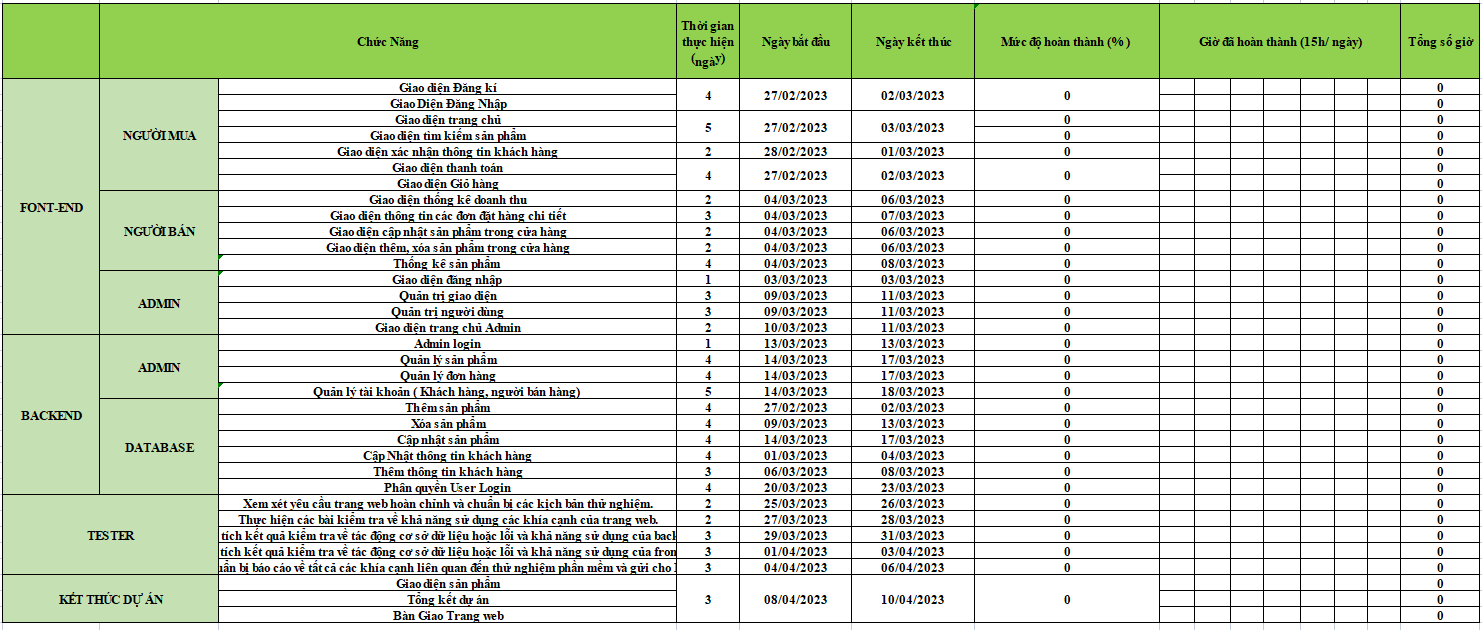 Chức Năng Thời gian thực hiện (ngày) Ngày bắt đầu Ngày kết thúc Mức độ hoàn thành (%) Giờ đã hoàn thành (15h/ ngày) Tổng số giờ
FONT-END
NGƯỜI MUA
Giao diện Đăng kí 4 27/02/2023 02/03/2023 0 0
Giao Diện Đăng Nhập 0
Giao diện trang chủ 5 27/02/2023 03/03/2023 0 0
Giao diện tìm kiếm sản phẩm 0 0
Giao diện xác nhận thông tin khách hàng 2 28/02/2023 01/03/2023 0 0
Giao diện thanh toán 4 27/02/2023 02/03/2023 0 0
Giao diện Giỏ hàng 0
NGƯỜI BÁN
Giao diện thống kê doanh thu 2 04/03/2023 06/03/2023 0 0
Giao diện thông tin các đơn đặt hàng chi tiết 3 04/03/2023 07/03/2023 0 0
Giao diện cập nhật sản phẩm trong cửa hàng 2 04/03/2023 06/03/2023 0 0
Giao diện thêm, xóa sản phẩm trong cửa hàng 2 04/03/2023 06/03/2023 0 0
Thống kê sản phẩm 4 04/03/2023 08/03/2023 0 0
ADMIN
Giao diện đăng nhập 1 03/03/2023 03/03/2023 0 0
Quản trị giao diện 3 09/03/2023 11/03/2023 0 0
Quản trị người dùng 3 09/03/2023 11/03/2023 0 0
Giao diện trang chủ Admin 2 10/03/2023 11/03/2023 0 0
BACKEND
ADMIN
Admin login 1 13/03/2023 13/03/2023 0 0
Quản lý sản phẩm 4 14/03/2023 17/03/2023 0 0
Quản lý đơn hàng 4 14/03/2023 17/03/2023 0 0
Quản lý tài khoản ( Khách hàng, người bán hàng) 5 14/03/2023 18/03/2023 0 0
DATABASE
Thêm sản phẩm 4 27/02/2023 02/03/2023 0 0
Xóa sản phẩm 4 09/03/2023 13/03/2023 0 0
Cập nhật sản phẩm 4 14/03/2023 17/03/2023 0 0
Cập Nhật thông tin khách hàng 4 01/03/2023 04/03/2023 0 0
Thêm thông tin khách hàng 3 06/03/2023 08/03/2023 0 0
Phân quyền User Login 4 20/03/2023 23/03/2023 0 0
TESTER
Xem xét yêu cầu trang web hoàn chỉnh và chuẩn bị các kịch bản thử nghiệm. 2 25/03/2023 26/03/2023 0 0
Thực hiện các bài kiểm tra về khả năng sử dụng các khía cạnh của trang web. 2 27/03/2023 28/03/2023 0 0
tích kết quả kiểm tra về tác động cơ sở dữ liệu hoặc lỗi và khả năng sử dụng của back 3 29/03/2023 31/03/2023 0 0
tích kết quả kiểm tra về tác động cơ sở dữ liệu hoặc lỗi và khả năng sử dụng của fron 3 01/04/2023 03/04/2023 0 0
bị báo cáo về tất cả các khía cạnh liên quan đến thử nghiệm phần mềm và gửi cho 3 04/04/2023 06/04/2023 0 0
KẾT THÚC DỰ ÁN
Giao diện sản phẩm 3 08/04/2023 10/04/2023 0 0
Tổng kết dự án 0
Bàn Giao Trang web 0